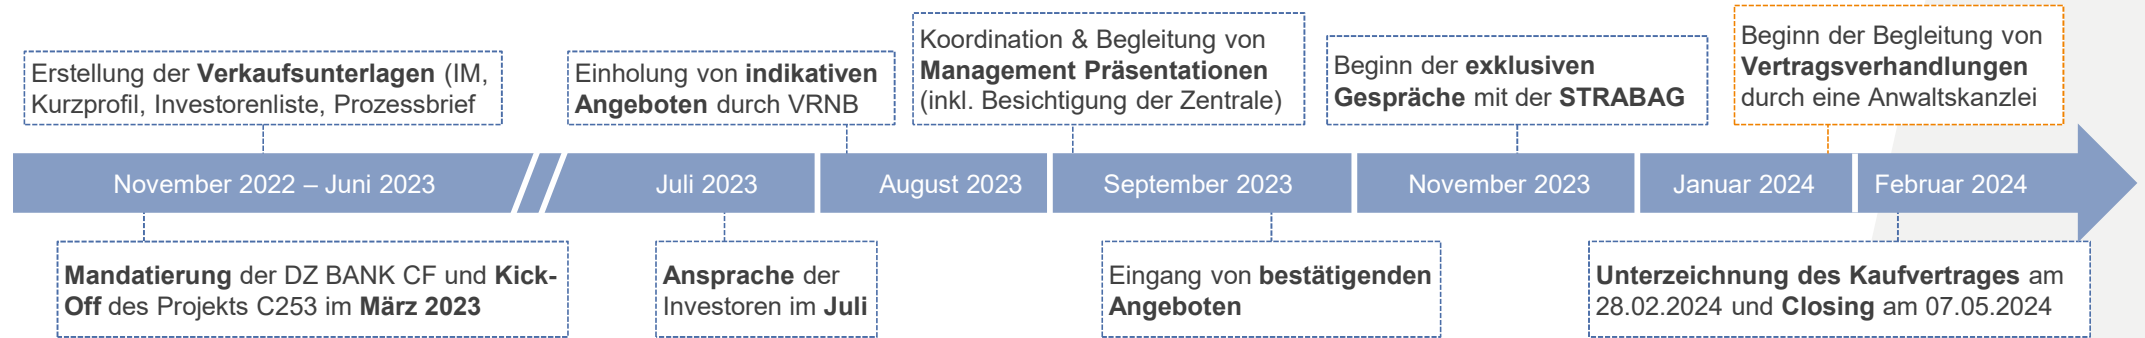 Erstellung der Verkaufsunterlagen (IM,
Kurzprofil, Investorenliste, Prozessbrief
Einholung von indikativen
Angeboten durch VRNB
Koordination & Begleitung von
Management Präsentationen
(inkl. Besichtigung der Zentrale)
Beginn der exklusiven
Gespräche mit der STRABAG
Beginn der Begleitung von
Vertragsverhandlungen
durch eine Anwaltskanzlei
November 2022 – Juni 2023
Juli 2023
August 2023
September 2023
November 2023
Januar 2024
Februar 2024
Mandatierung der DZ BANK CF und Kick-
Off des Projekts C253 im März 2023
Ansprache der
Investoren im Juli
Eingang von bestätigenden
Angeboten
Unterzeichnung des Kaufvertrages am
28.02.2024 und Closing am 07.05.2024